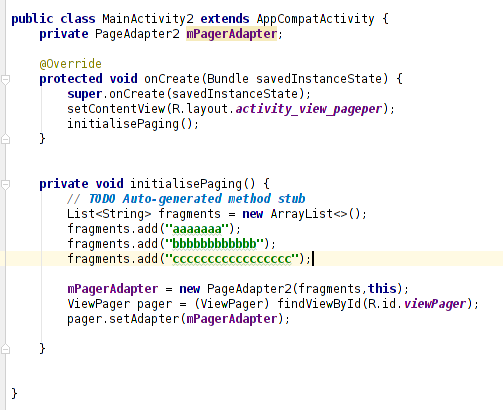 public class MainActivity2 extends AppCompatActivity {
    private PageAdapter2 mPagerAdapter;
    @Override
    protected void onCreate(Bundle savedInstanceState) {
        super.onCreate(savedInstanceState);
        setContentView(R.layout.activity_view_pageper);
        initialisePaging();
    }
    private void initialisePaging() {
        // TODO Auto-generated method stub
        List<String> fragments = new ArrayList<>();
        fragments.add("aaaaaaa");
        fragments.add("bbbbbbbbbbbb");
        fragments.add("ccccccccccccccccc");
        mPagerAdapter = new PageAdapter2(fragments,this);
        ViewPager pager = (ViewPager) findViewById(R.id.viewPager);
        pager.setAdapter(mPagerAdapter);
    }
}